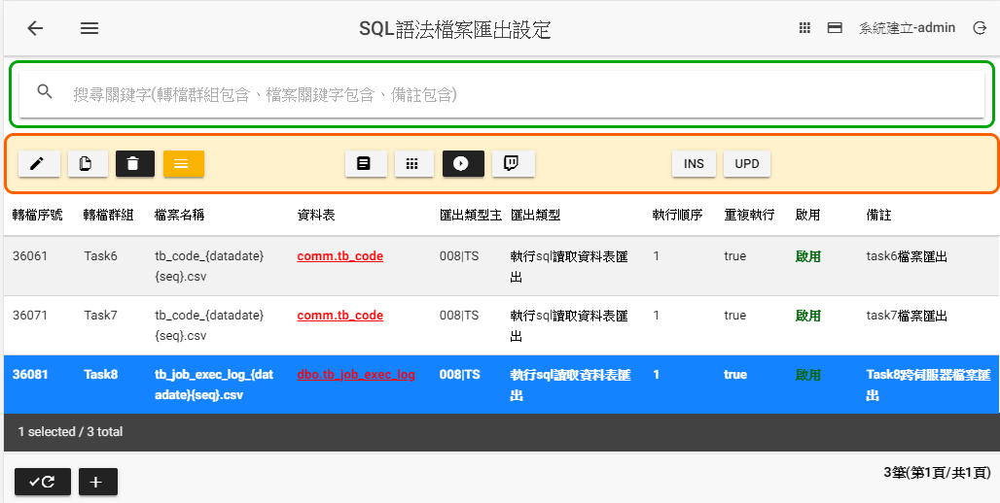 SQL語法檔案匯出設定
系統建立-admin
搜尋關鍵字(轉檔群組包含、檔案關鍵字包含、備註包含)
INS UPD
轉檔序號 轉檔群組 檔案名稱 資料表 匯出類型主 匯出類型 執行順序 重複執行 啟用 備註
36061 Task6 tb_code_{datadate} comm.tb_code 008|TS 執行sql讀取資料表匯 1 true 啟用 task6檔案匯出
{seq}.csv 出
36071 Task7 tb_code_{datadate} comm.tb_code 008|TS 執行sql讀取資料表匯 1 true 啟用 task7檔案匯出
{seq}.csv 出
36081 Task8 tb_job_exec_log_{dat dbo.tb_job_exec_log 008|TS 執行sql讀取資料表匯 1 true 啟用 Task8跨伺服器檔案匯
adate}{seq}.csv 出 出
1 selected / 3 total
3筆(第1頁/共1頁)